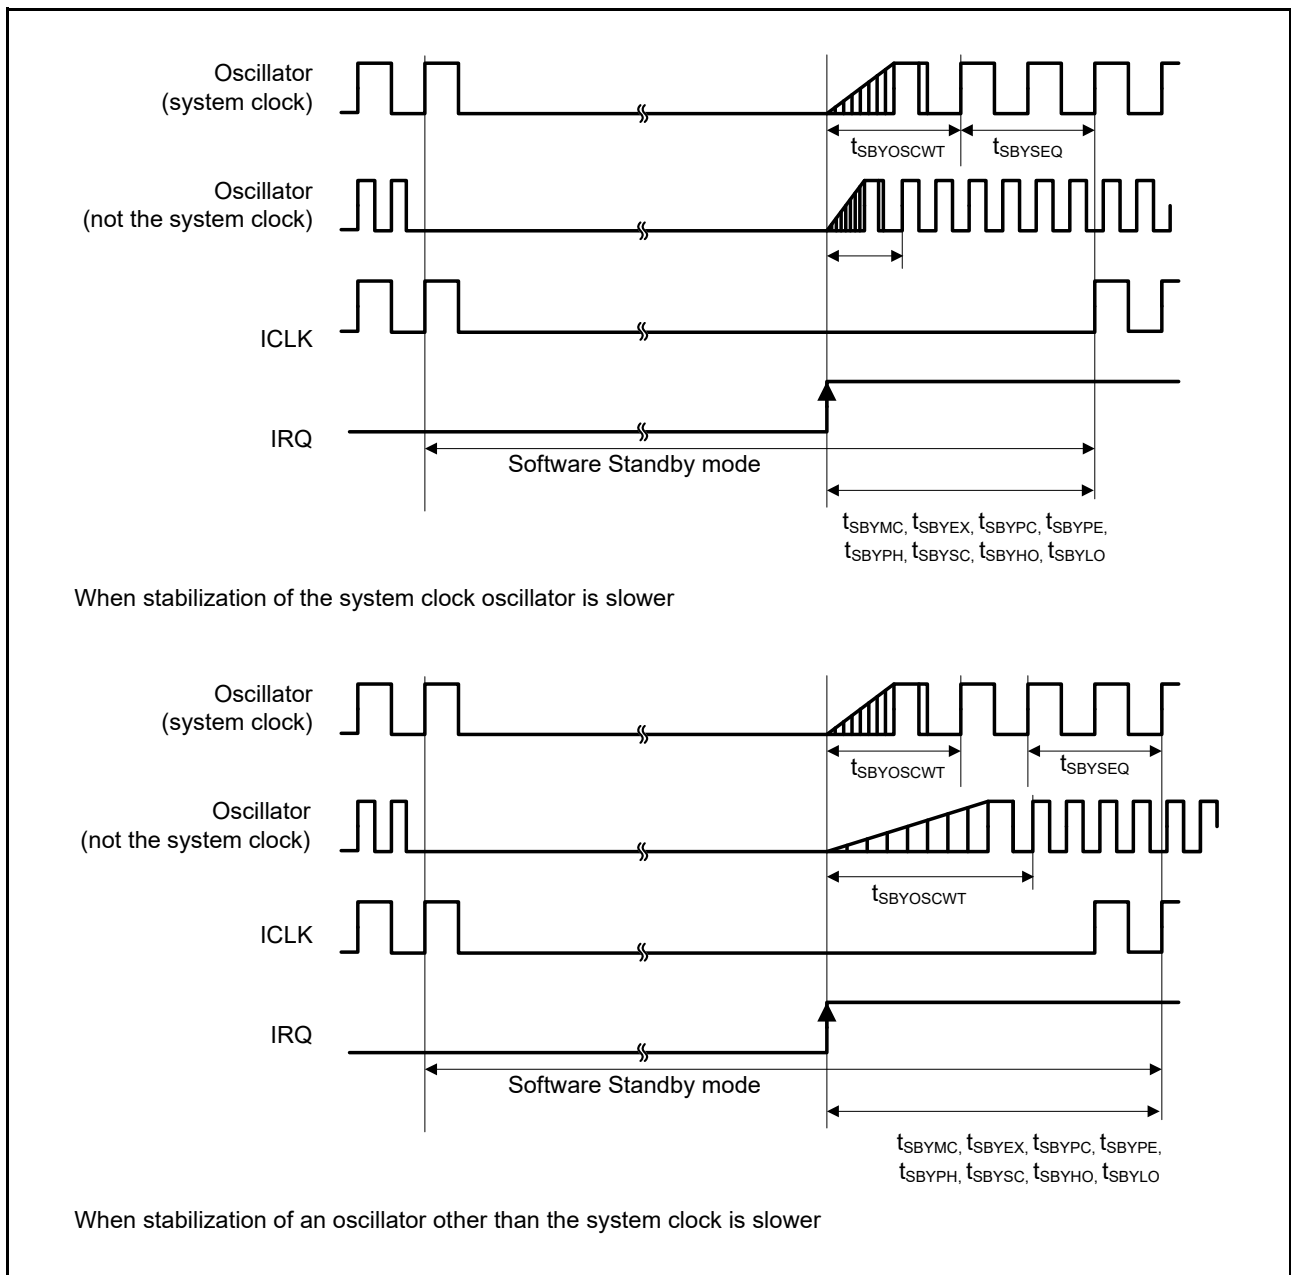 Oscillator
(system clock)
tSBYOSCWT
tSBYSEQ
Oscillator
(not the system clock)
ICLK
IRQ
Software Standby mode
tSBYMC, tSBYEX, tSBYPC, tSBYPE,
tSBYPH, tSBYSC, tSBYHO, tSBYLO
When stabilization of the system clock oscillator is slower
Oscillator
(system clock)
tSBYOSCWT
tSBYSEQ
Oscillator
(not the system clock)
tSBYOSCWT
ICLK
IRQ
Software Standby mode
tSBYMC, tSBYEX, tSBYPC, tSBYPE,
tSBYPH, tSBYSC, tSBYHO, tSBYLO
When stabilization of an oscillator other than the system clock is slower